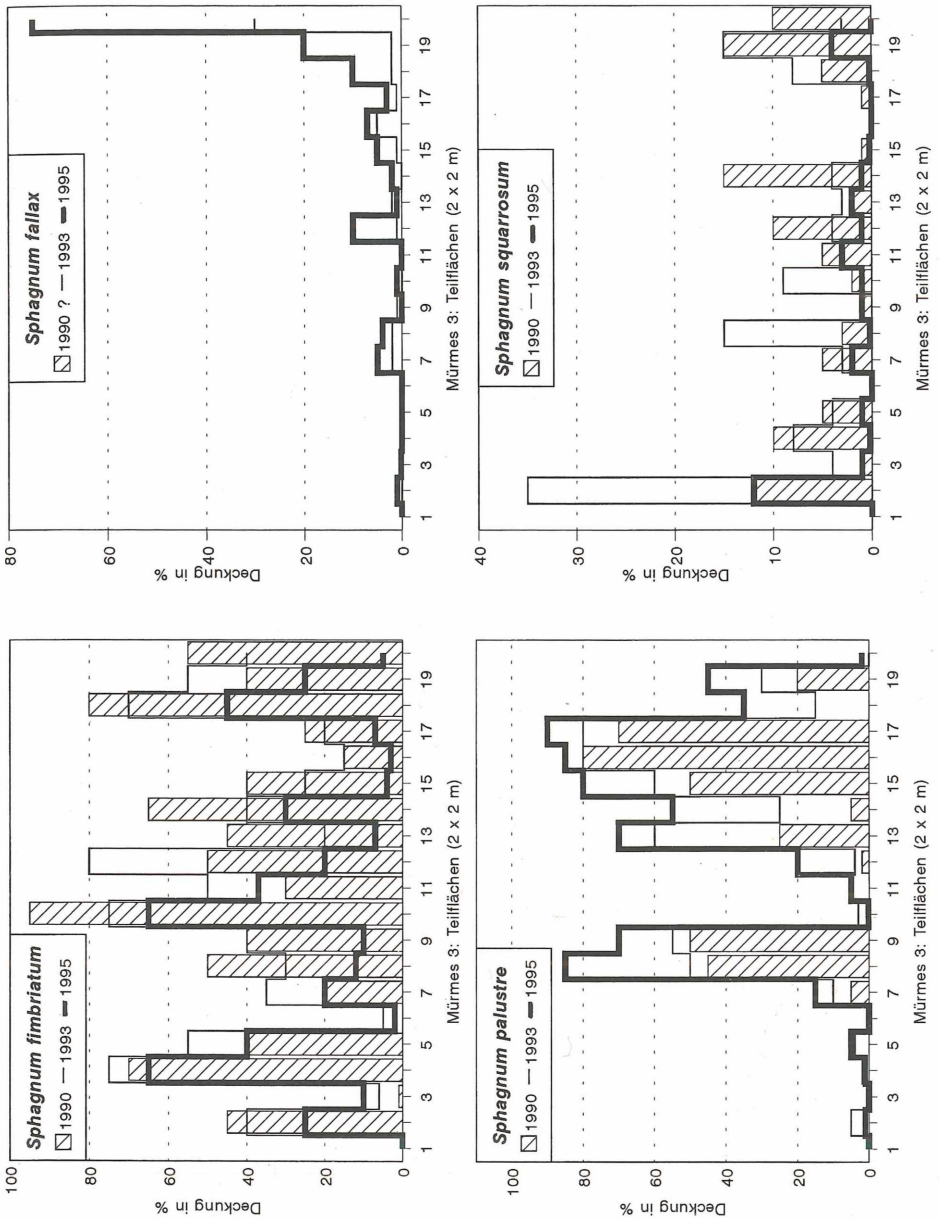 Sphagnum fimbriatum
1990 — 1993 — 1995
Deckung in %
100
80
60
40
20
0
1 3 5 7 9 11 13 15 17 19
Mürmes 3: Teilflächen (2 x 2 m)
Sphagnum fallax
1990 ? — 1993 — 1995
Deckung in %
80
60
40
20
0
1 3 5 7 9 11 13 15 17 19
Mürmes 3: Teilflächen (2 x 2 m)
Sphagnum palustre
1990 — 1993 — 1995
Deckung in %
100
80
60
40
20
0
1 3 5 7 9 11 13 15 17 19
Mürmes 3: Teilflächen (2 x 2 m)
Sphagnum squarrosum
1990 — 1993 — 1995
Deckung in %
40
30
20
10
0
1 3 5 7 9 11 13 15 17 19
Mürmes 3: Teilflächen (2 x 2 m)